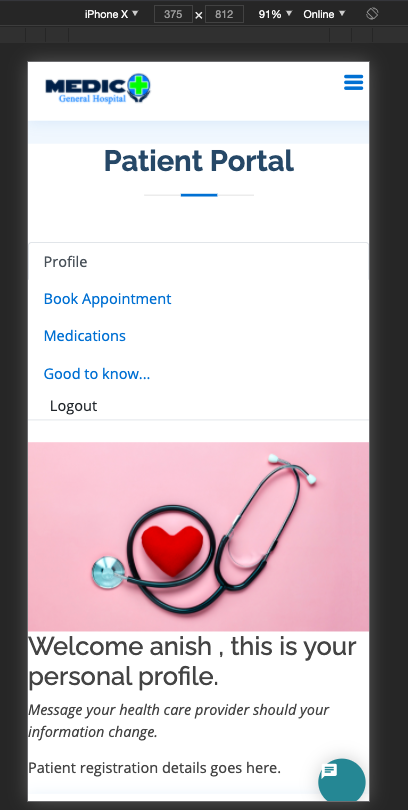 iPhone X ▼ 375 × 812 91% ▼ Online ▼
MEDIC
General Hospital
Patient Portal
Profile
Book Appointment
Medications
Good to know...
Logout
Welcome anish , this is your
personal profile.
Message your health care provider should your
information change.
Patient registration details goes here.